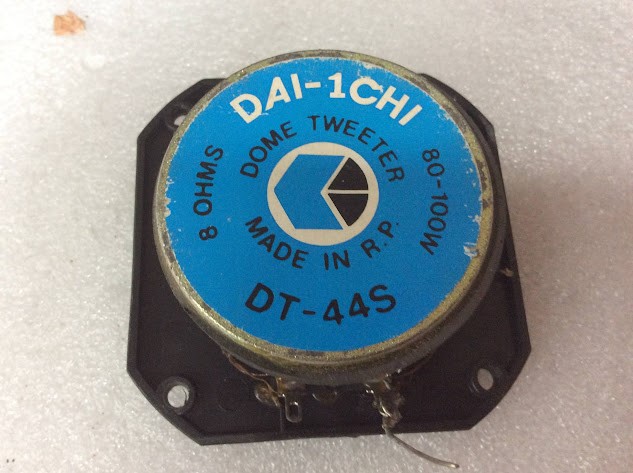 DAI-1CHI
DOME TWEETER
8 OHMS
80-100W
MADE IN R.P.
DT-44S